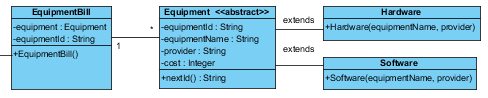 EquipmentBill
-equipment : Equipment
-equipmentId : String
+EquipmentBill()
1
*
Equipment <<abstract>>
-equipmentId : String
-equipmentName : String
-provider : String
-cost : Integer
+nextId() : String
extends
extends
Hardware
+Hardware(equipmentName, provider)
Software
+Software(equipmentName, provider)